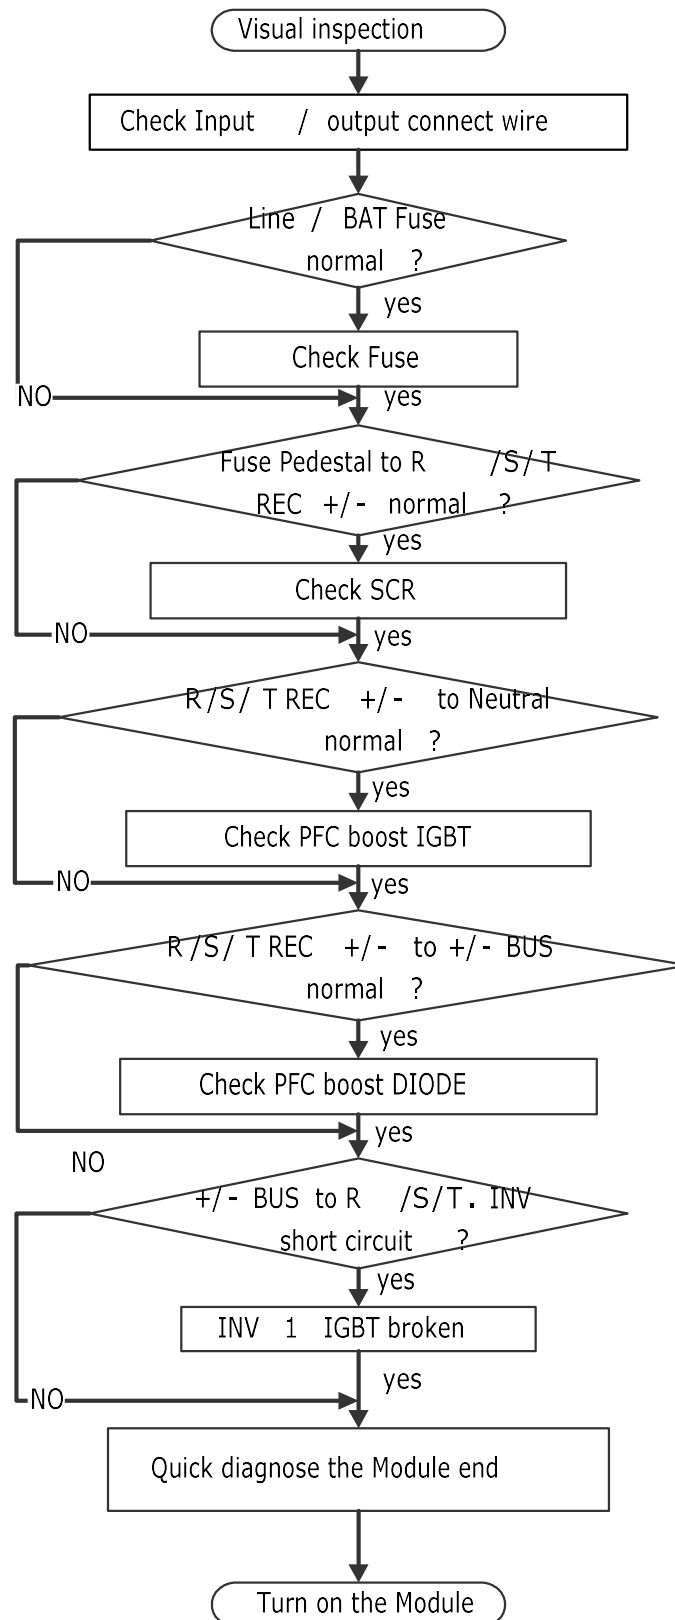 Visual inspection
Check Input / output connect wire
Line / BAT Fuse
normal ?
yes
Check Fuse
NO
yes
Fuse Pedestal to R /S/ T
REC +/- normal ?
yes
Check SCR
NO
yes
R /S/ T REC +/- to Neutral
normal ?
yes
Check PFC boost IGBT
NO
yes
R /S/ T REC +/- to +/- BUS
normal ?
yes
Check PFC boost DIODE
yes
NO
+/- BUS to R /S/T. INV
short circuit ?
yes
INV 1 IGBT broken
yes
NO
Quick diagnose the Module end
Turn on the Module